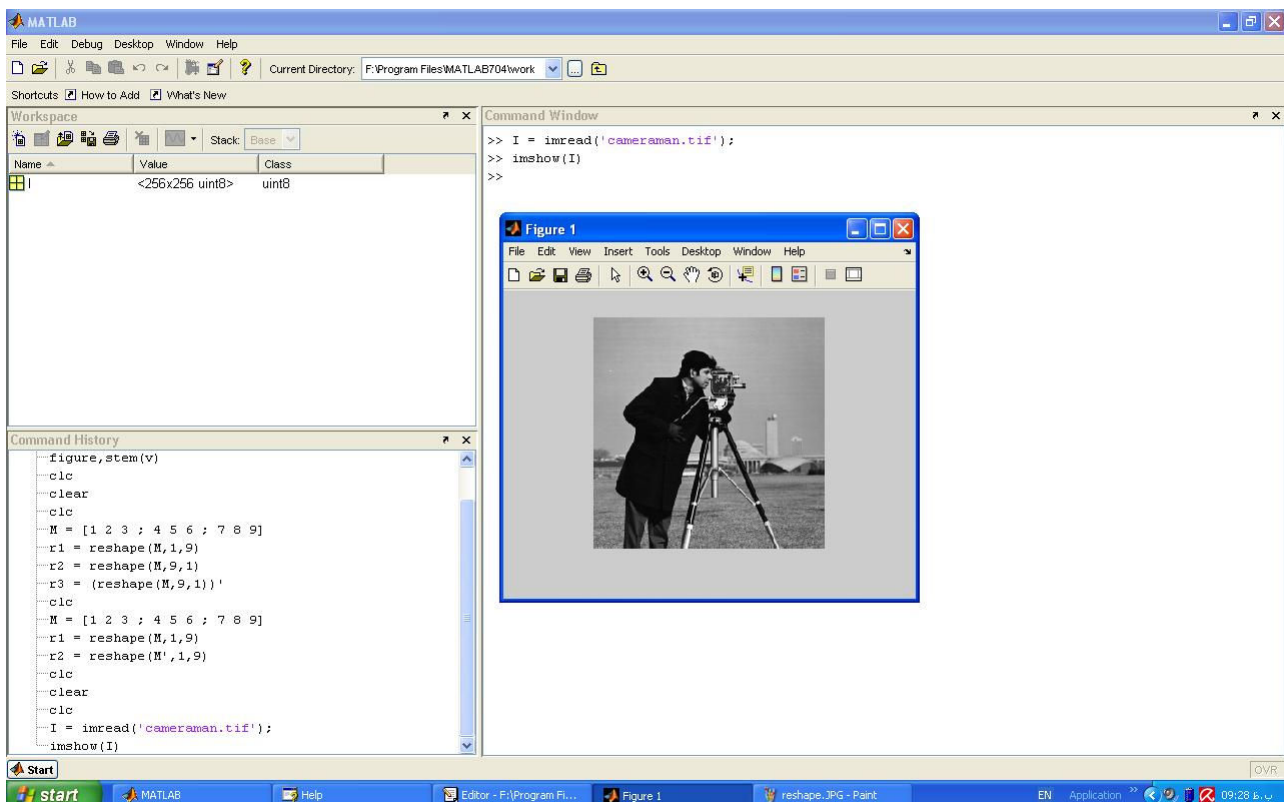 MATLAB
File Edit Debug Desktop Window Help
Current Directory: F:\Program Files\MATLAB704\work
Shortcuts How to Add What's New
Workspace
Stack: Base
Name Value Class
I <256x256 uint8> uint8
Command History
figure,stem(v)
clc
clear
clc
M = [1 2 3 ; 4 5 6 ; 7 8 9]
r1 = reshape(M,1,9)
r2 = reshape(M,9,1)
r3 = (reshape(M,9,1))'
clc
M = [1 2 3 ; 4 5 6 ; 7 8 9]
r1 = reshape(M,1,9)
r2 = reshape(M',1,9)
clc
clear
clc
I = imread('cameraman.tif');
imshow(I)
Command Window
>> I = imread('cameraman.tif');
>> imshow(I)
>>
Figure 1
File Edit View Insert Tools Desktop Window Help
Start
OVR
start MATLAB Help Editor - F:\Program Fi... Figure 1 reshape.JPG - Paint EN Application 09:28 ب.ظ